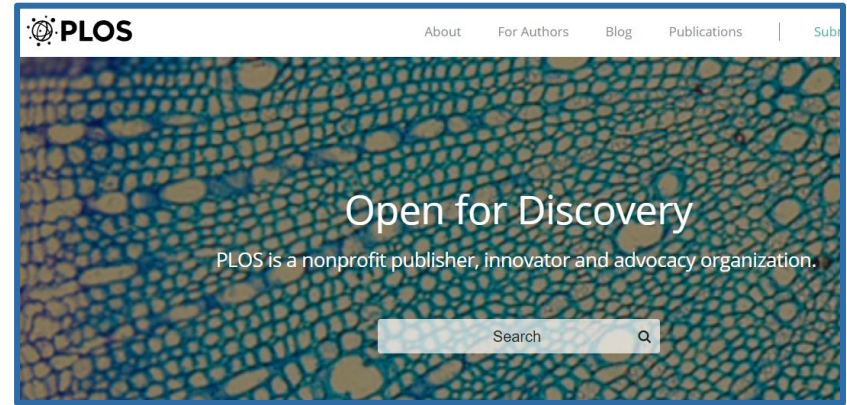 PLOS
About For Authors Blog Publications
Open for Discovery
PLOS is a nonprofit publisher, innovator and advocacy organization.
Search